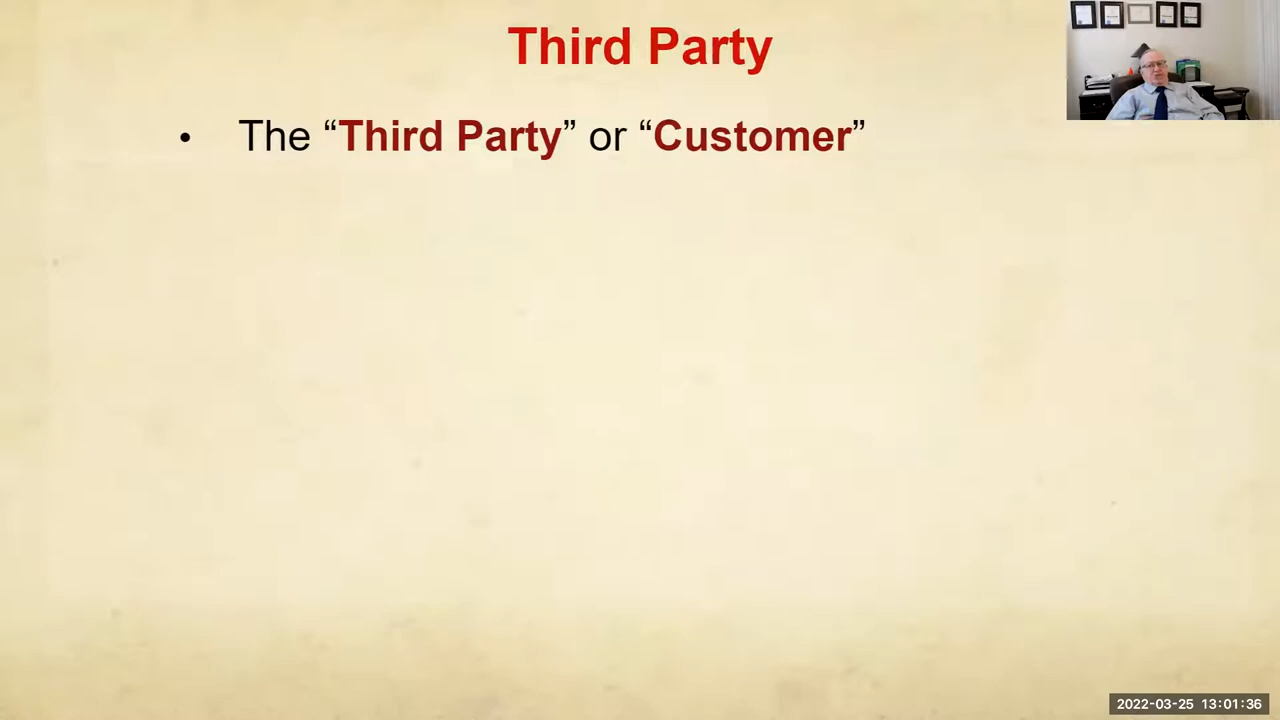 Third Party
• The “Third Party” or “Customer”
2022-03-25 13:01:36